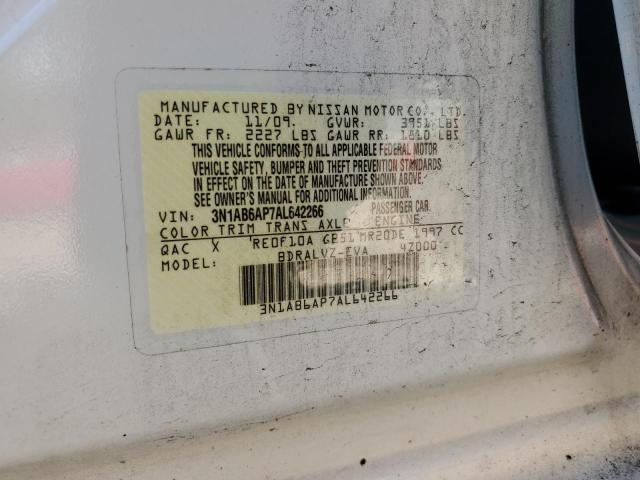 MANUFACTURED BY NISSAN MOTOR CO., LTD.
DATE: 11/09. GVWR: 3951 LBS
GAWR FR: 2227 LBS GAWR RR: 1810 LBS
THIS VEHICLE CONFORMS TO ALL APPLICABLE FEDERAL MOTOR
VEHICLE SAFETY, BUMPER AND THEFT PREVENTION STANDARDS
IN EFFECT ON THE DATE OF MANUFACTURE SHOWN ABOVE.
SEE OWNER'S MANUAL FOR ADDITIONAL INFORMATION.
VIN: 3N1AB6AP7AL642266 PASSENGER CAR.
COLOR TRIM TRANS AXLE ENGINE
QAC X RE0F10A GB51 MR20DE 1997 CC
MODEL: BDRALVZ-EVA 42000
3N1AB6AP7AL642266